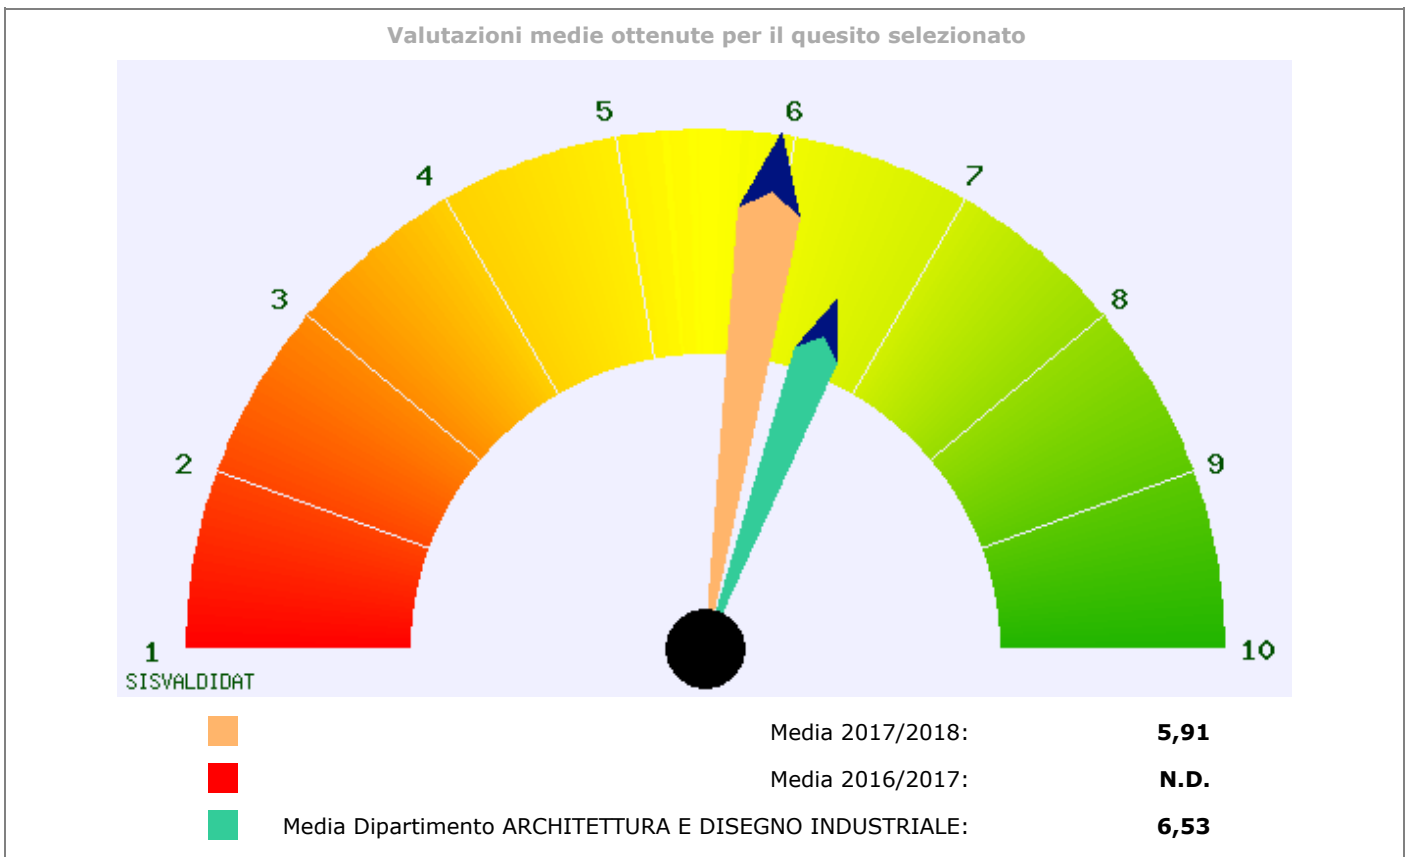 Valutazioni medie ottenute per il quesito selezionato
5
6
4
7
3
8
2
9
1
10
SISVALDIDAT
Media 2017/2018: 5,91
Media 2016/2017: N.D.
Media Dipartimento ARCHITETTURA E DISEGNO INDUSTRIALE: 6,53